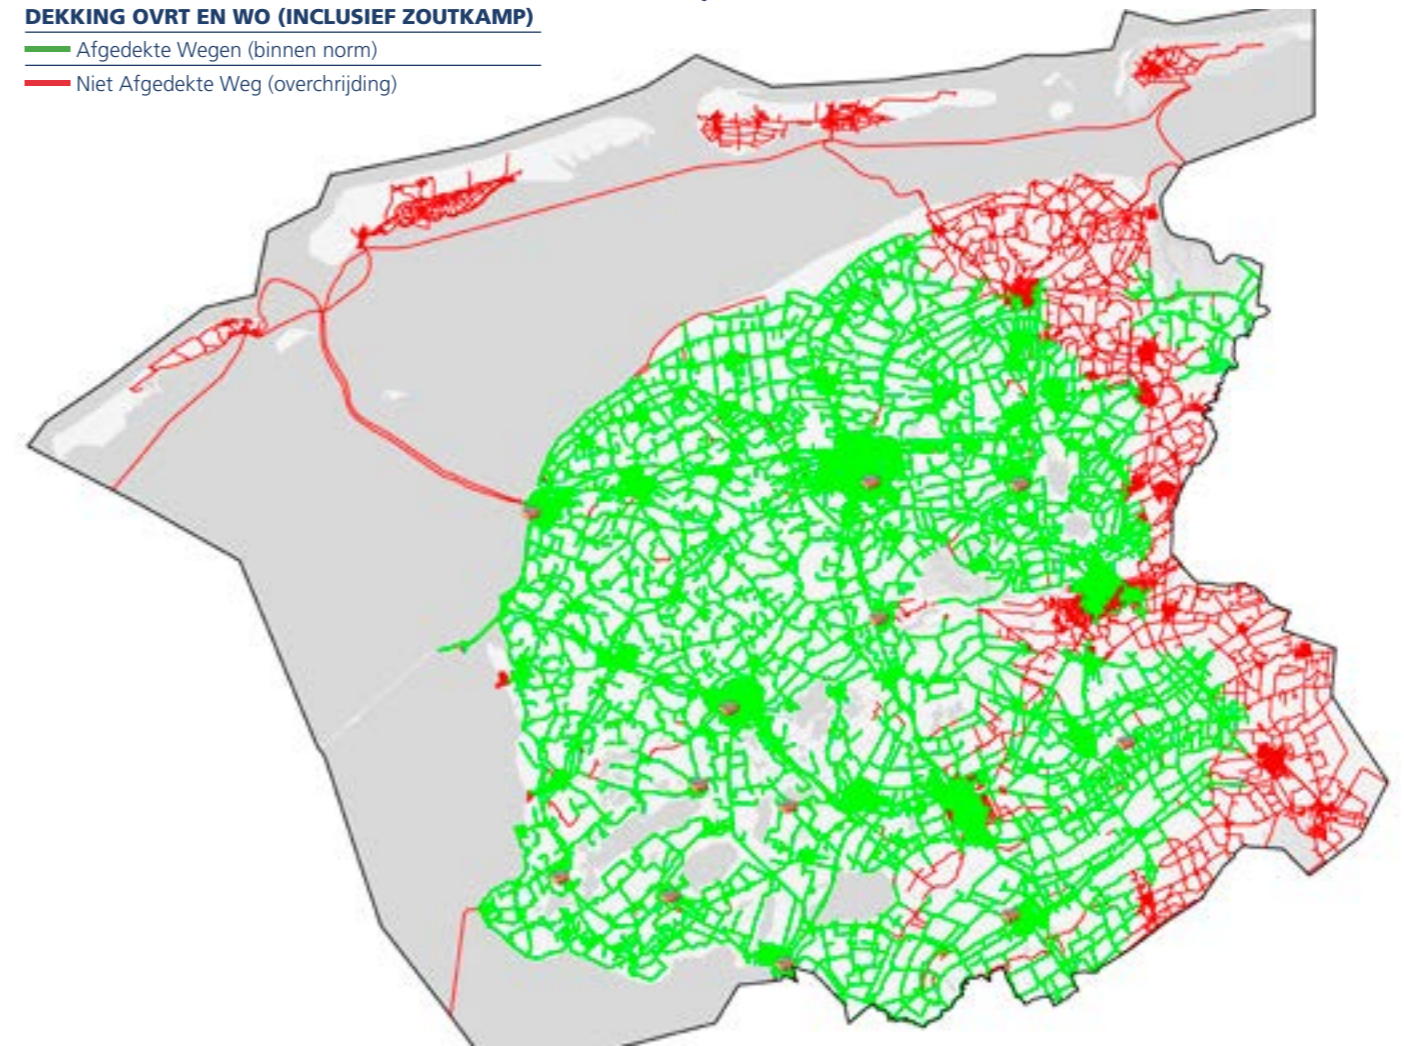 DEKKING OVRT EN WO (INCLUSIEF ZOUTKAMP)
Afgedekte Wegen (binnen norm)
Niet Afgedekte Weg (overchrijding)